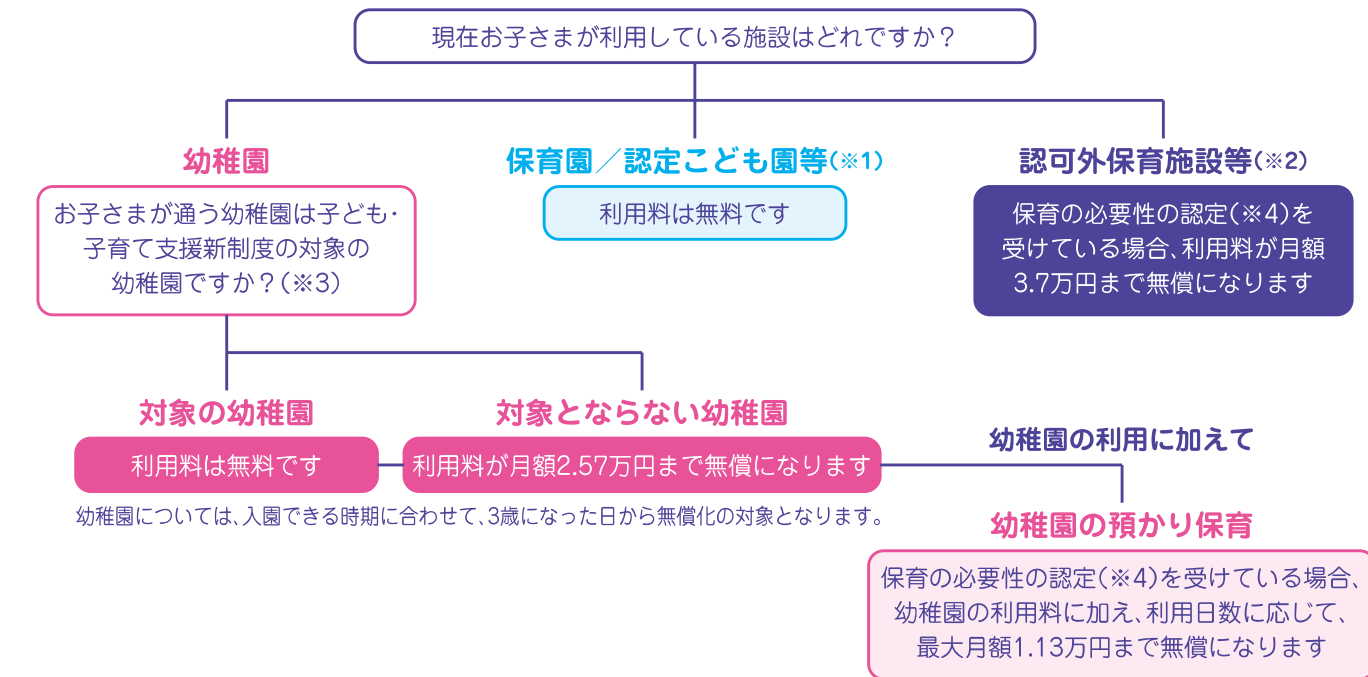 現在お子さまが利用している施設はどれですか？
幼稚園
お子さまが通う幼稚園は子ども・
子育て支援新制度の対象の
幼稚園ですか？(※3)
保育園／認定こども園等(※1)
利用料は無料です
認可外保育施設等(※2)
保育の必要性の認定(※4)を
受けている場合、利用料が月額
3.7万円まで無償になります
対象の幼稚園
利用料は無料です
対象とならない幼稚園
利用料が月額2.57万円まで無償になります
幼稚園については、入園できる時期に合わせて、3歳になった日から無償化の対象となります。
幼稚園の利用に加えて
幼稚園の預かり保育
保育の必要性の認定(※4)を受けている場合、
幼稚園の利用料に加え、利用日数に応じて、
最大月額1.13万円まで無償になります